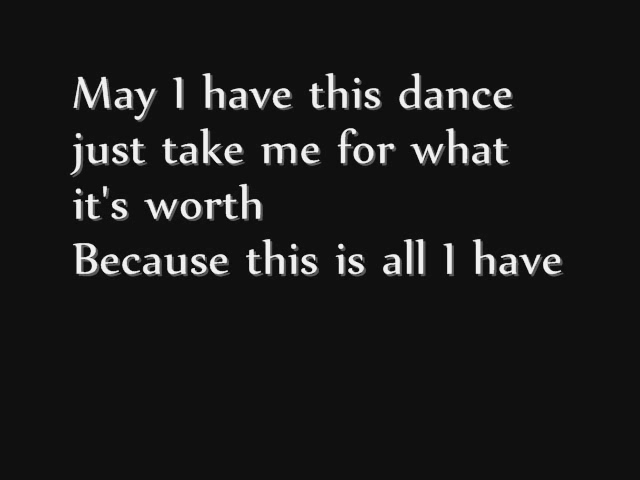 May I have this dance
just take me for what
it's worth
Because this is all I have